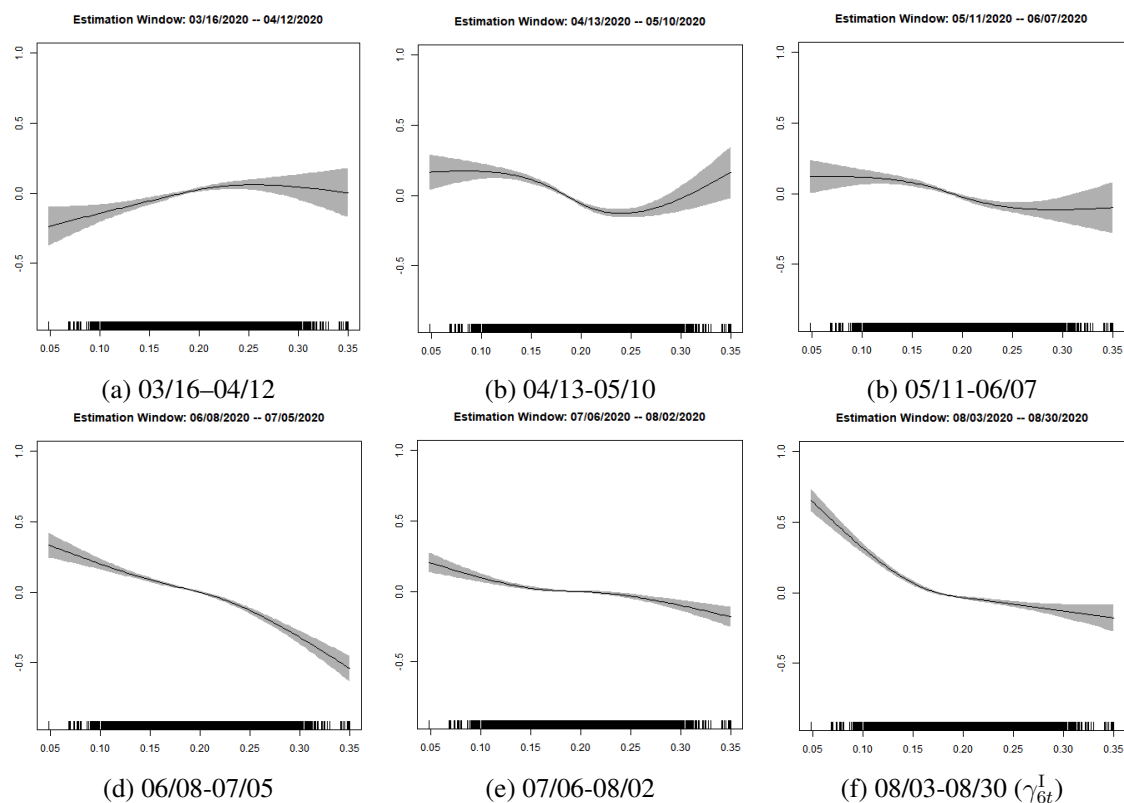 Estimation Window: 03/16/2020 -- 04/12/2020
Estimation Window: 04/13/2020 -- 05/10/2020
Estimation Window: 05/11/2020 -- 06/07/2020
1.0
0.5
0.0
-0.5
0.05 0.10 0.15 0.20 0.25 0.30 0.35
1.0
0.5
0.0
-0.5
0.05 0.10 0.15 0.20 0.25 0.30 0.35
1.0
0.5
0.0
-0.5
0.05 0.10 0.15 0.20 0.25 0.30 0.35
(a) 03/16–04/12
(b) 04/13-05/10
(b) 05/11-06/07
Estimation Window: 06/08/2020 -- 07/05/2020
Estimation Window: 07/06/2020 -- 08/02/2020
Estimation Window: 08/03/2020 -- 08/30/2020
1.0
0.5
0.0
-0.5
0.05 0.10 0.15 0.20 0.25 0.30 0.35
1.0
0.5
0.0
-0.5
0.05 0.10 0.15 0.20 0.25 0.30 0.35
1.0
0.5
0.0
-0.5
0.05 0.10 0.15 0.20 0.25 0.30 0.35
(d) 06/08-07/05
(e) 07/06-08/02
(f) 08/03-08/30 (γ^I_{6t})